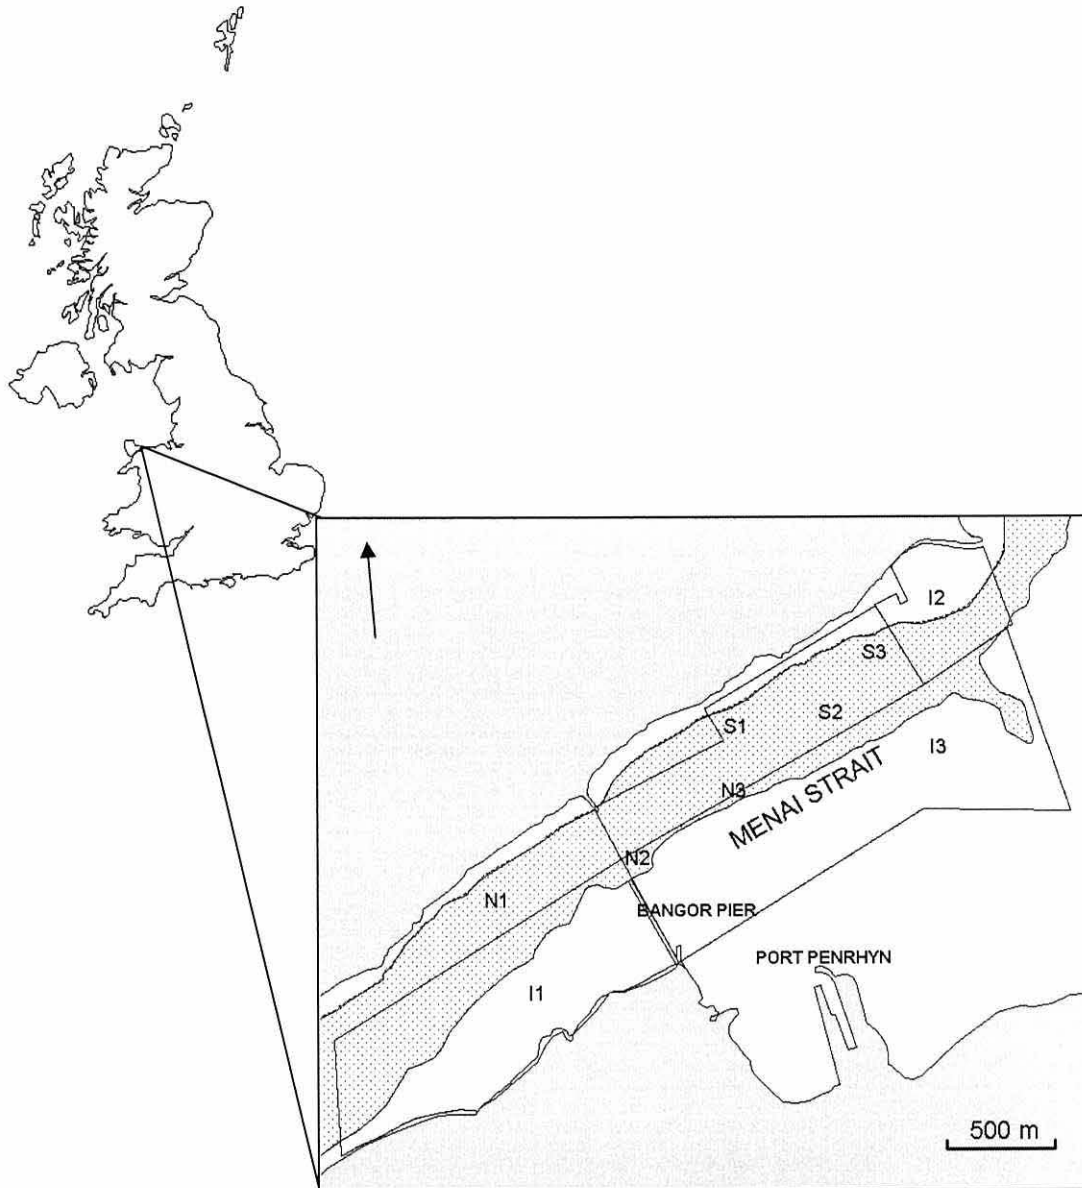 I2
S3
S1
S2
I3
N3
MENAI STRAIT
N2
N1
BANGOR PIER
PORT PENRHYN
I1
500 m